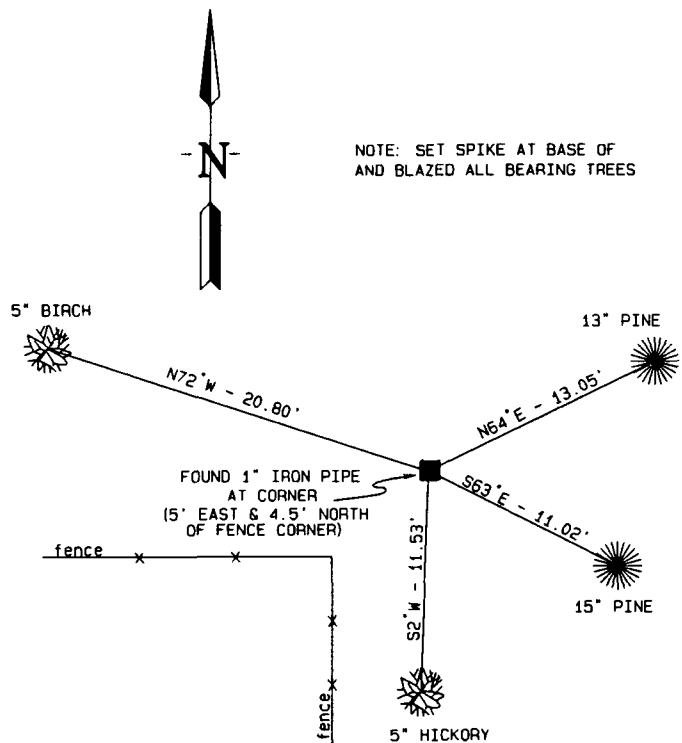 N
NOTE: SET SPIKE AT BASE OF
AND BLAZED ALL BEARING TREES
5" BIRCH
13" PINE
N72°W - 20.80'
N64°E - 13.05'
FOUND 1" IRON PIPE
AT CORNER
(5' EAST & 4.5' NORTH
OF FENCE CORNER)
S63°E - 11.02'
fence
S2°W - 11.53'
15" PINE
fence
5" HICKORY